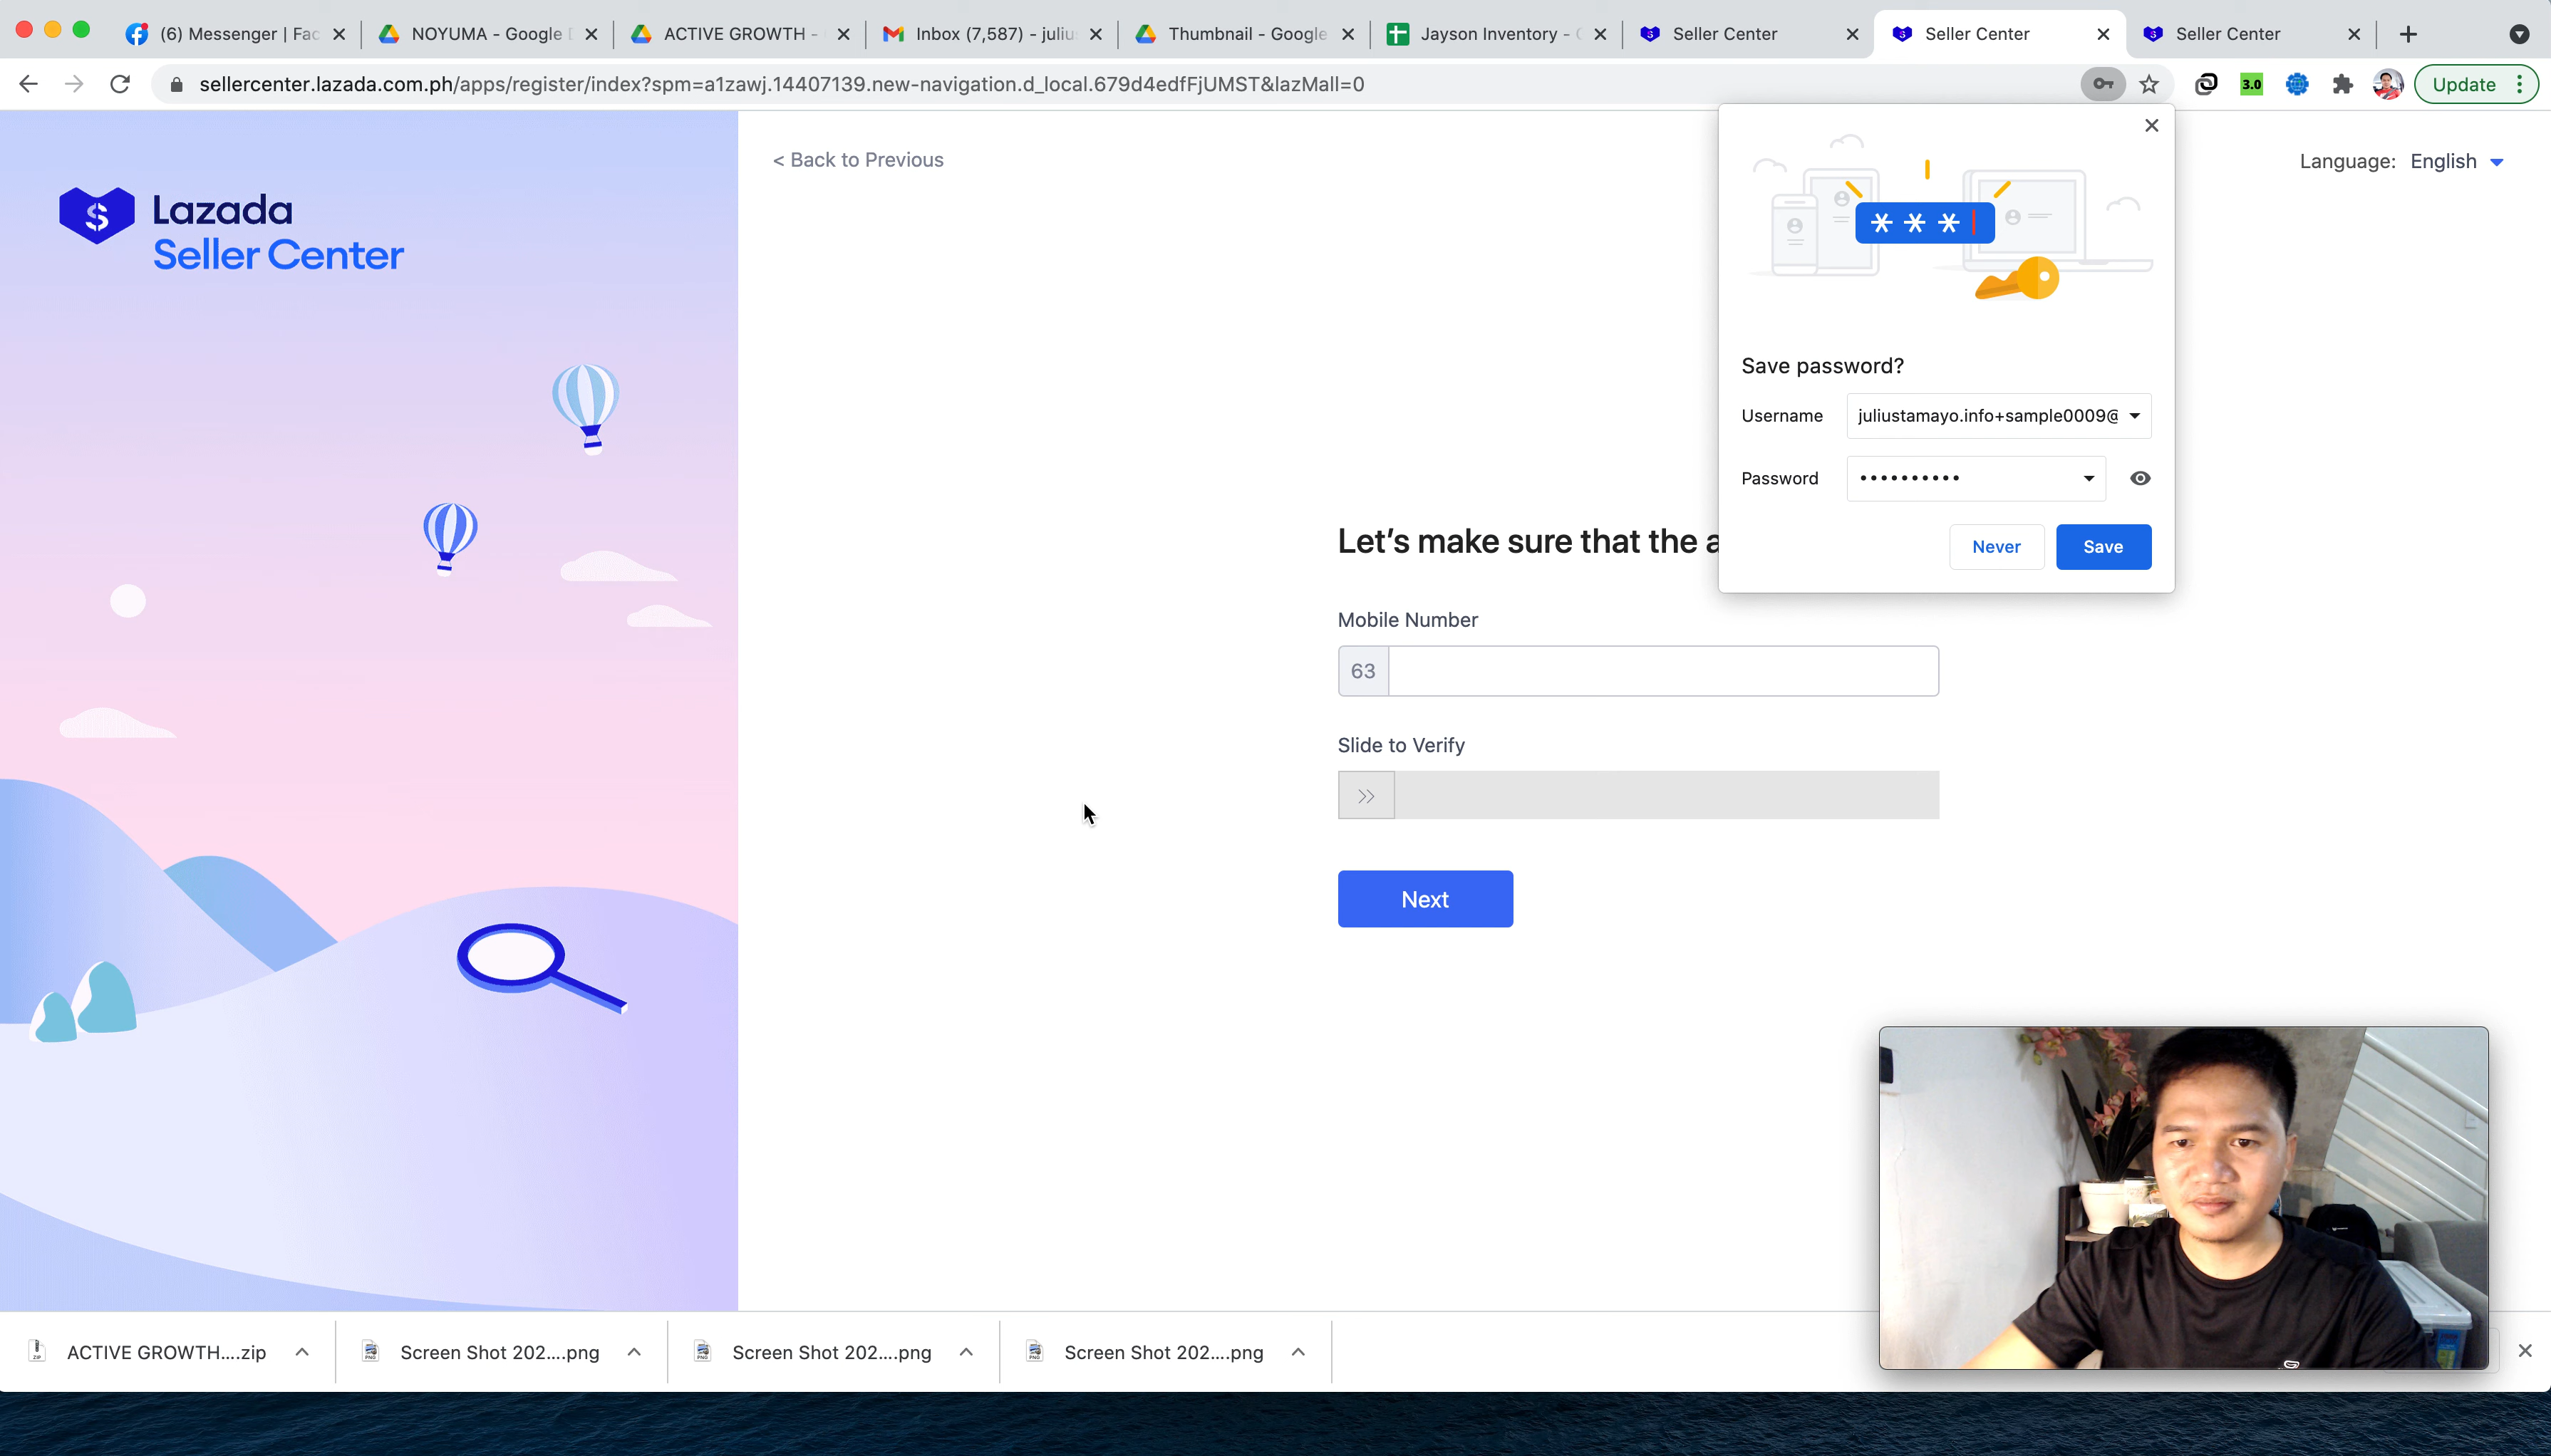 (6) Messenger | Fac
NOYUMA - Google D
ACTIVE GROWTH -
Inbox (7,587) - juliu
Thumbnail - Google
Jayson Inventory -
Seller Center
Seller Center
Seller Center
sellercenter.lazada.com.ph/apps/register/index?spm=a1zawj.14407139.new-navigation.d_local.679d4edfFjUMST&lazMall=0
3.0
Update
< Back to Previous
Language: English
Lazada
Seller Center
* * *
Save password?
Username juliustamayo.info+sample0009@
Password ••••••••••
Never Save
Let's make sure that the a
Mobile Number
63
Slide to Verify
Next
ACTIVE GROWTH....zip
Screen Shot 202....png
Screen Shot 202....png
Screen Shot 202....png